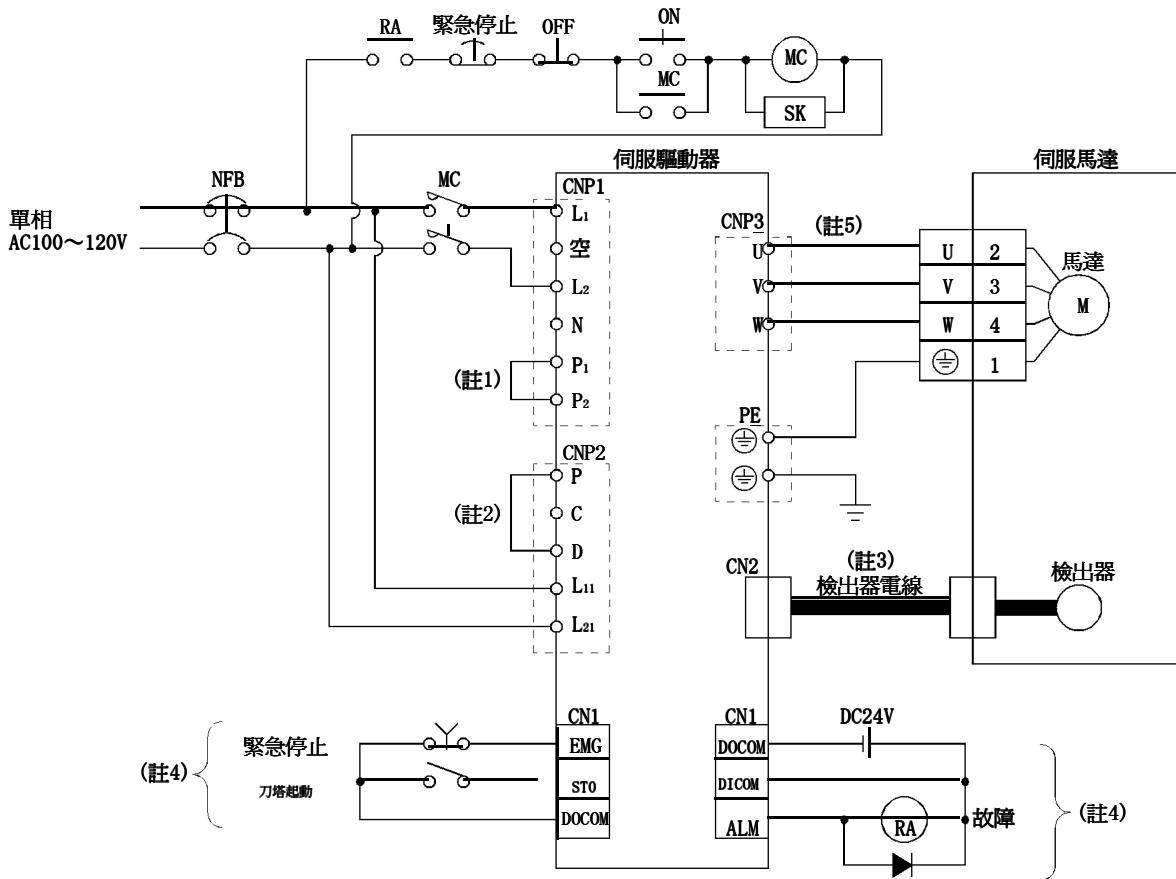 RA
緊急停止
OFF
ON
MC
MC
SK
伺服驅動器
伺服馬達
NFB
MC
CNP1
單相
AC100～120V
L1
空
L2
N
P1
P2
(註1)
CNP3
U
V
W
(註5)
U 2
V 3
W 4
1
馬達
M
PE
CNP2
P
C
D
L11
L21
(註2)
CN2
(註3)
檢出器電線
檢出器
CN1
EMG
ST0
DOCOM
緊急停止
刀塔起動
(註4)
CN1
DOCOM
DICOM
ALM
DC24V
RA
故障
(註4)